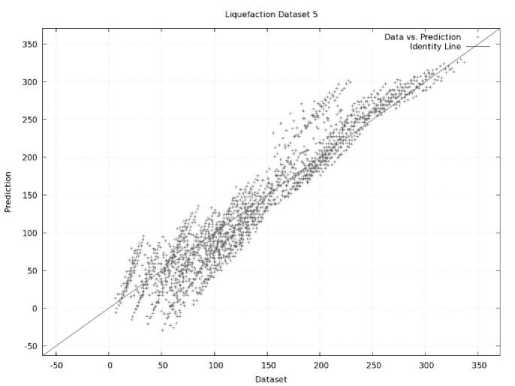 Liquefaction Dataset 5
Data vs. Prediction
Identity Line
350
300
250
200
150
100
50
0
-50
Prediction
-50 0 50 100 150 200 250 300 350
Dataset